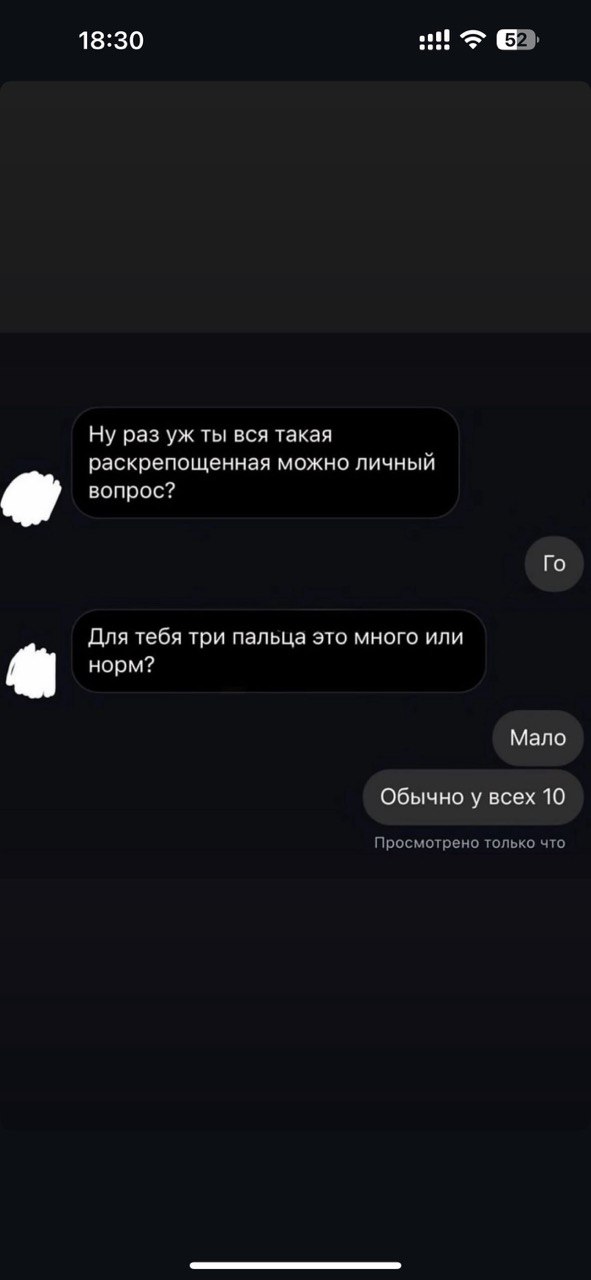 18:30
52
Ну раз уж ты вся такая
раскрепощенная можно личный
вопрос?
Го
Для тебя три пальца это много или
норм?
Мало
Обычно у всех 10
Просмотрено только что